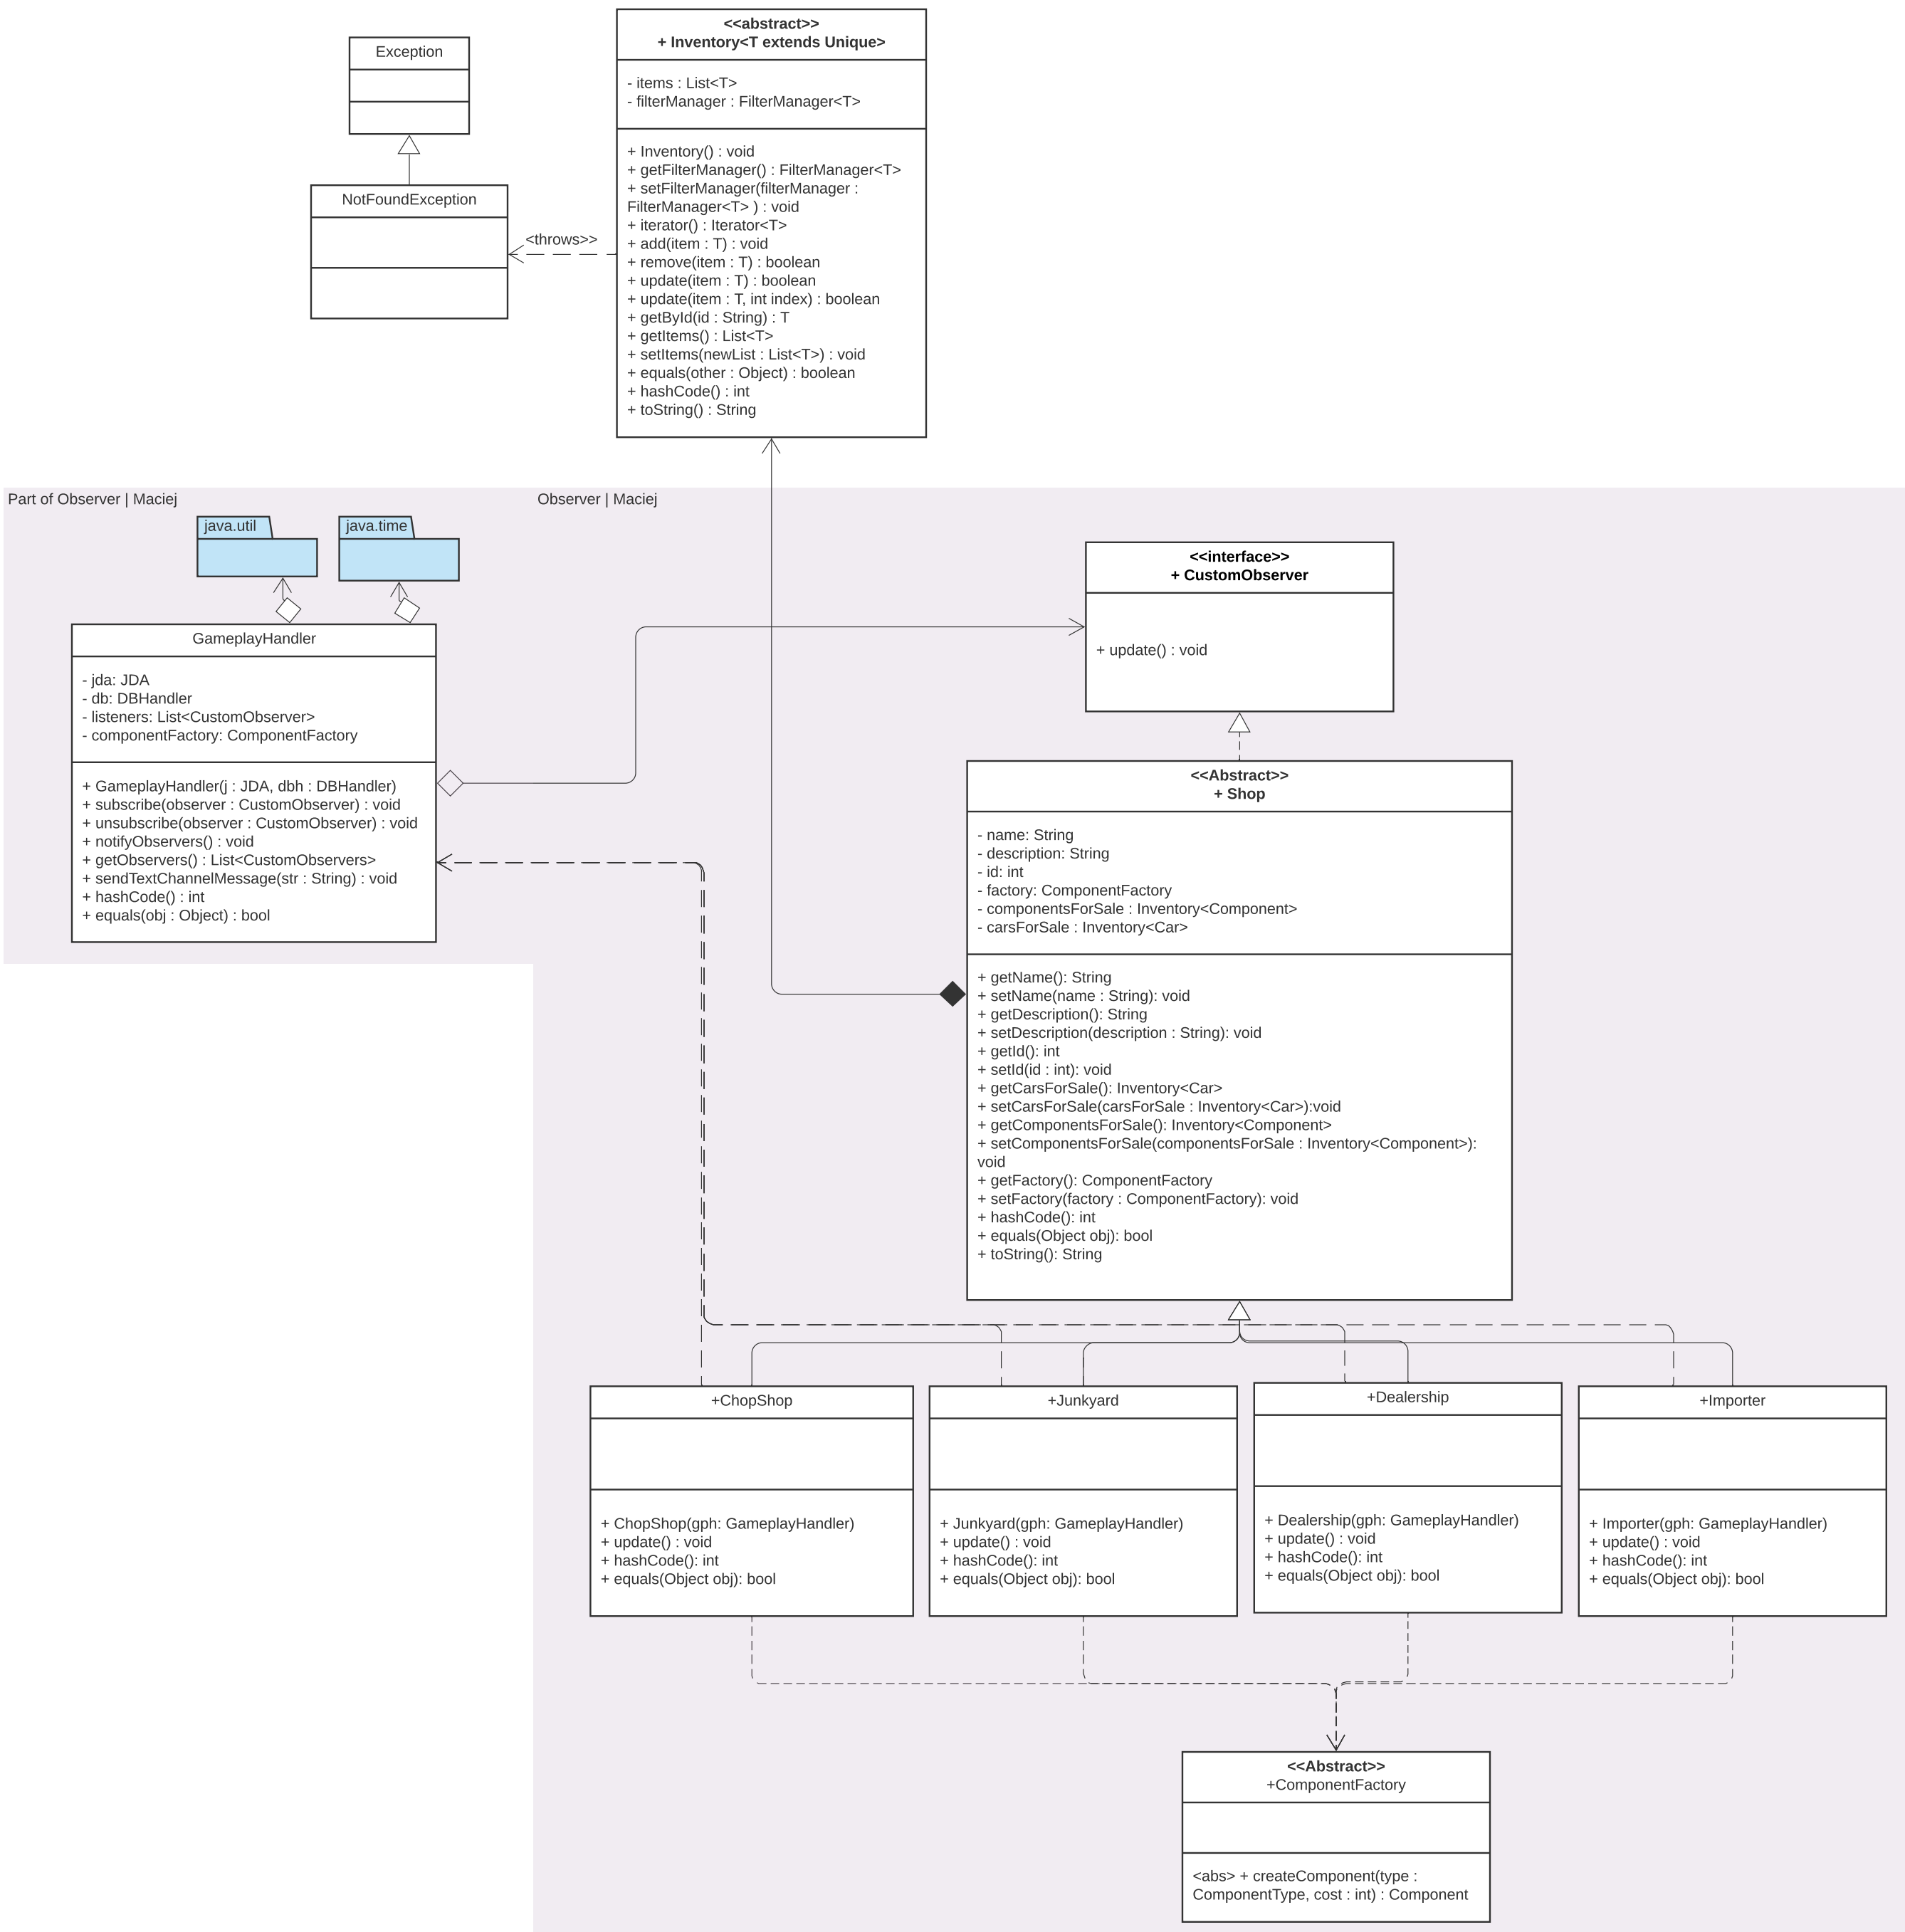 <<abstract>>
+ Inventory<T extends Unique>
- items : List<T>
- filterManager : FilterManager<T>
+ Inventory() : void
+ getFilterManager() : FilterManager<T>
+ setFilterManager(filterManager :
FilterManager<T> ) : void
+ iterator() : Iterator<T>
+ add(item : T) : void
+ remove(item : T) : boolean
+ update(item : T) : boolean
+ update(item : T, int index) : boolean
+ getById(id : String) : T
+ getItems() : List<T>
+ setItems(newList : List<T>) : void
+ equals(other : Object) : boolean
+ hashCode() : int
+ toString() : String
Exception
NotFoundException
<throws>>
Part of Observer | Maciej
Observer | Maciej
java.util
java.time
GameplayHandler
- jda: JDA
- db: DBHandler
- listeners: List<CustomObserver>
- componentFactory: ComponentFactory
+ GameplayHandler(j : JDA, dbh : DBHandler)
+ subscribe(observer : CustomObserver) : void
+ unsubscribe(observer : CustomObserver) : void
+ notifyObservers() : void
+ getObservers() : List<CustomObservers>
+ sendTextChannelMessage(str : String) : void
+ hashCode() : int
+ equals(obj : Object) : bool
<<interface>>
+ CustomObserver
+ update() : void
<<Abstract>>
+ Shop
- name: String
- description: String
- id: int
- factory: ComponentFactory
- componentsForSale : Inventory<Component>
- carsForSale : Inventory<Car>
+ getName(): String
+ setName(name : String): void
+ getDescription(): String
+ setDescription(description : String): void
+ getId(): int
+ setId(id : int): void
+ getCarsForSale(): Inventory<Car>
+ setCarsForSale(carsForSale : Inventory<Car>):void
+ getComponentsForSale(): Inventory<Component>
+ setComponentsForSale(componentsForSale : Inventory<Component>):
void
+ getFactory(): ComponentFactory
+ setFactory(factory : ComponentFactory): void
+ hashCode(): int
+ equals(Object obj): bool
+ toString(): String
+ChopShop
+ ChopShop(gph: GameplayHandler)
+ update() : void
+ hashCode(): int
+ equals(Object obj): bool
+Junkyard
+ Junkyard(gph: GameplayHandler)
+ update() : void
+ hashCode(): int
+ equals(Object obj): bool
+Dealership
+ Dealership(gph: GameplayHandler)
+ update() : void
+ hashCode(): int
+ equals(Object obj): bool
+Importer
+ Importer(gph: GameplayHandler)
+ update() : void
+ hashCode(): int
+ equals(Object obj): bool
<<Abstract>>
+ComponentFactory
<abs> + createComponent(type :
ComponentType, cost : int) : Component